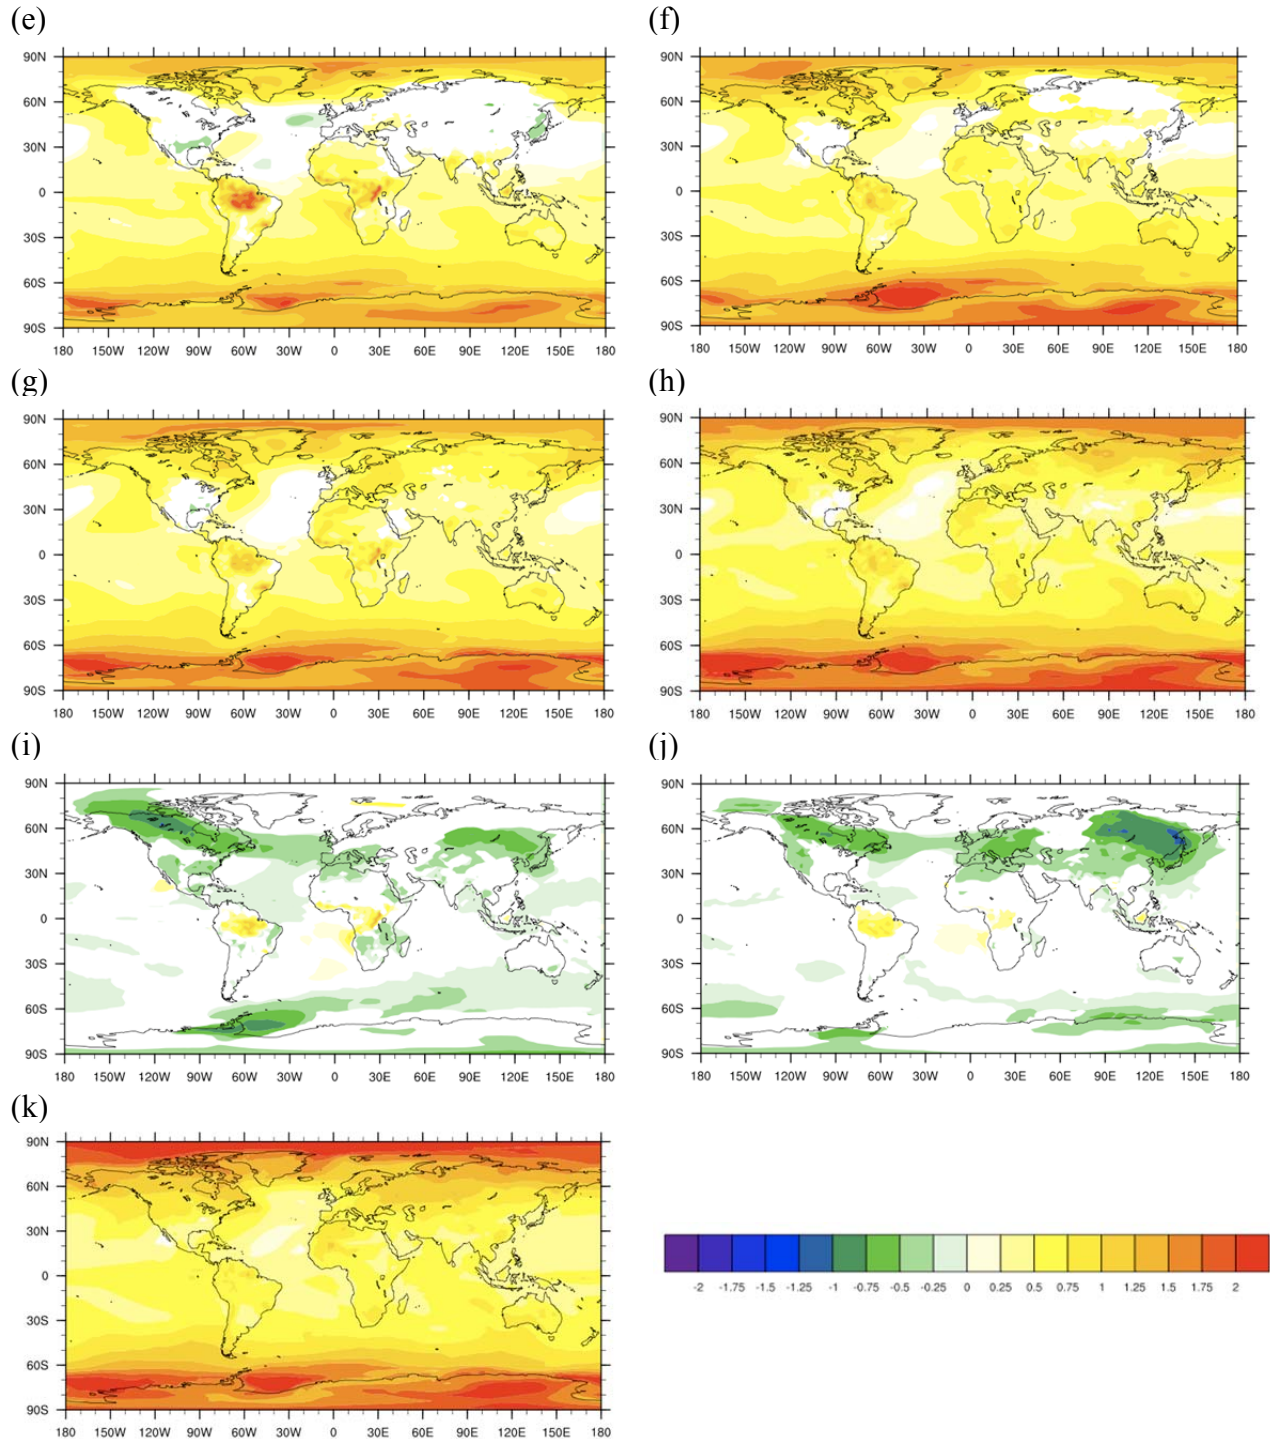 (e) (f)
90N 90N
60N 60N
30N 30N
0 0
30S 30S
60S 60S
90S 90S
180 150W 120W 90W 60W 30W 0 30E 60E 90E 120E 150E 180 180 150W 120W 90W 60W 30W 0 30E 60E 90E 120E 150E 180
(g) (h)
90N 90N
60N 60N
30N 30N
0 0
30S 30S
60S 60S
90S 90S
180 150W 120W 90W 60W 30W 0 30E 60E 90E 120E 150E 180 180 150W 120W 90W 60W 30W 0 30E 60E 90E 120E 150E 180
(i) (j)
90N 90N
60N 60N
30N 30N
0 0
30S 30S
60S 60S
90S 90S
180 150W 120W 90W 60W 30W 0 30E 60E 90E 120E 150E 180 180 150W 120W 90W 60W 30W 0 30E 60E 90E 120E 150E 180
(k)
90N
60N
30N
0
30S
60S
90S
180 150W 120W 90W 60W 30W 0 30E 60E 90E 120E 150E 180
-2 -1.75 -1.5 -1.25 -1 -0.75 -0.5 -0.25 0 0.25 0.5 0.75 1 1.25 1.5 1.75 2